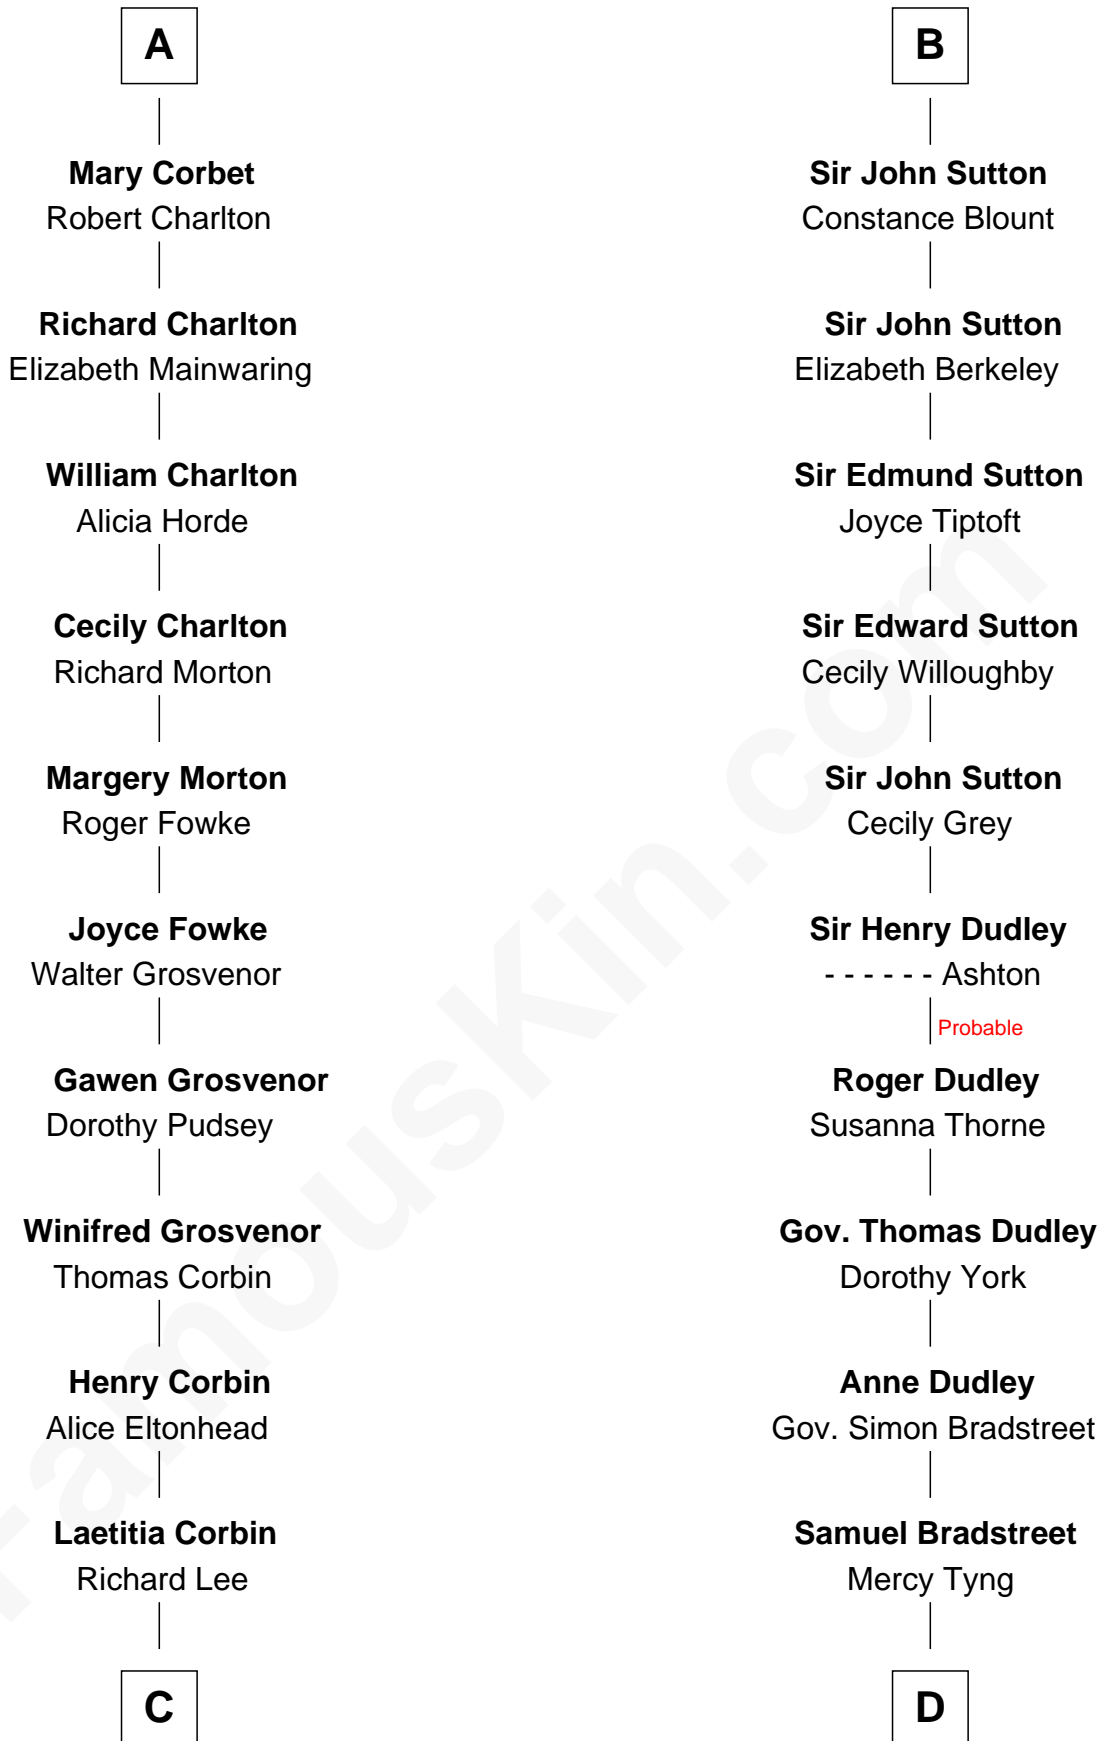 A
Mary Corbet
Robert Charlton
Richard Charlton
Elizabeth Mainwaring
William Charlton
Alicia Horde
Cecily Charlton
Richard Morton
Margery Morton
Roger Fowke
Joyce Fowke
Walter Grosvenor
Gawen Grosvenor
Dorothy Pudsey
Winifred Grosvenor
Thomas Corbin
Henry Corbin
Alice Eltonhead
Laetitia Corbin
Richard Lee
C
B
Sir John Sutton
Constance Blount
Sir John Sutton
Elizabeth Berkeley
Sir Edmund Sutton
Joyce Tiptoft
Sir Edward Sutton
Cecily Willoughby
Sir John Sutton
Cecily Grey
Sir Henry Dudley
- - - - - - Ashton
Probable
Roger Dudley
Susanna Thorne
Gov. Thomas Dudley
Dorothy York
Anne Dudley
Gov. Simon Bradstreet
Samuel Bradstreet
Mercy Tyng
D
FamousKin.com